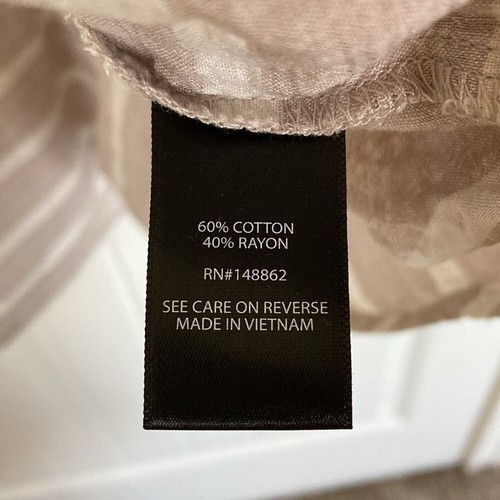 60% COTTON
40% RAYON
RN#148862
SEE CARE ON REVERSE
MADE IN VIETNAM